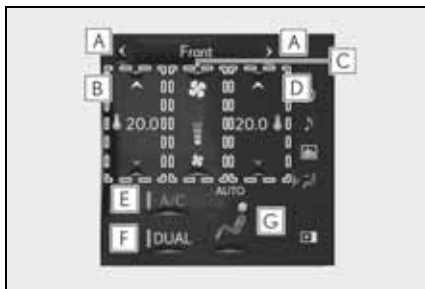 A < Front > A
C
B D
20.0 20.0
AUTO
E A/C
G
F DUAL